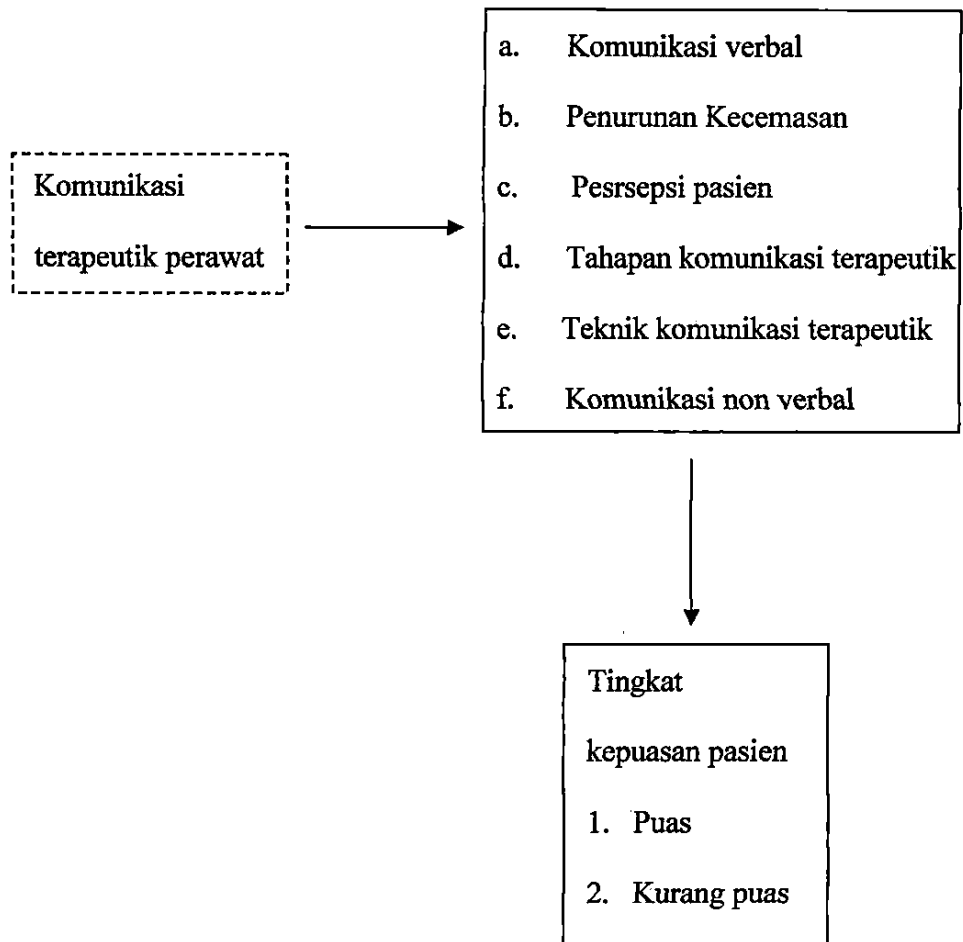 Komunikasi
terapeutik perawat
a. Komunikasi verbal
b. Penurunan Kecemasan
c. Pesrsepsi pasien
d. Tahapan komunikasi terapeutik
e. Teknik komunikasi terapeutik
f. Komunikasi non verbal
Tingkat
kepuasan pasien
1. Puas
2. Kurang puas